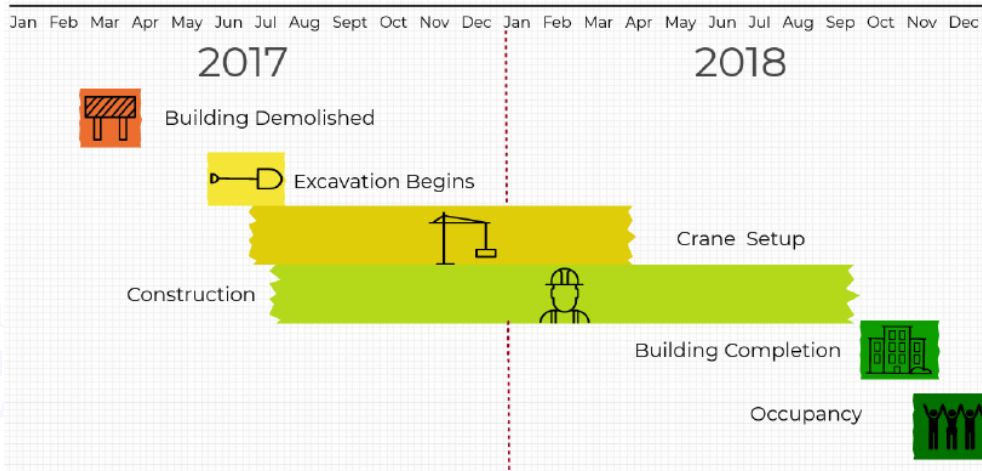 Jan Feb Mar Apr May Jun Jul Aug Sept Oct Nov Dec Jan Feb Mar Apr May Jun Jul Aug Sep Oct Nov Dec
2017 2018
Building Demolished
Excavation Begins
Crane Setup
Construction
Building Completion
Occupancy